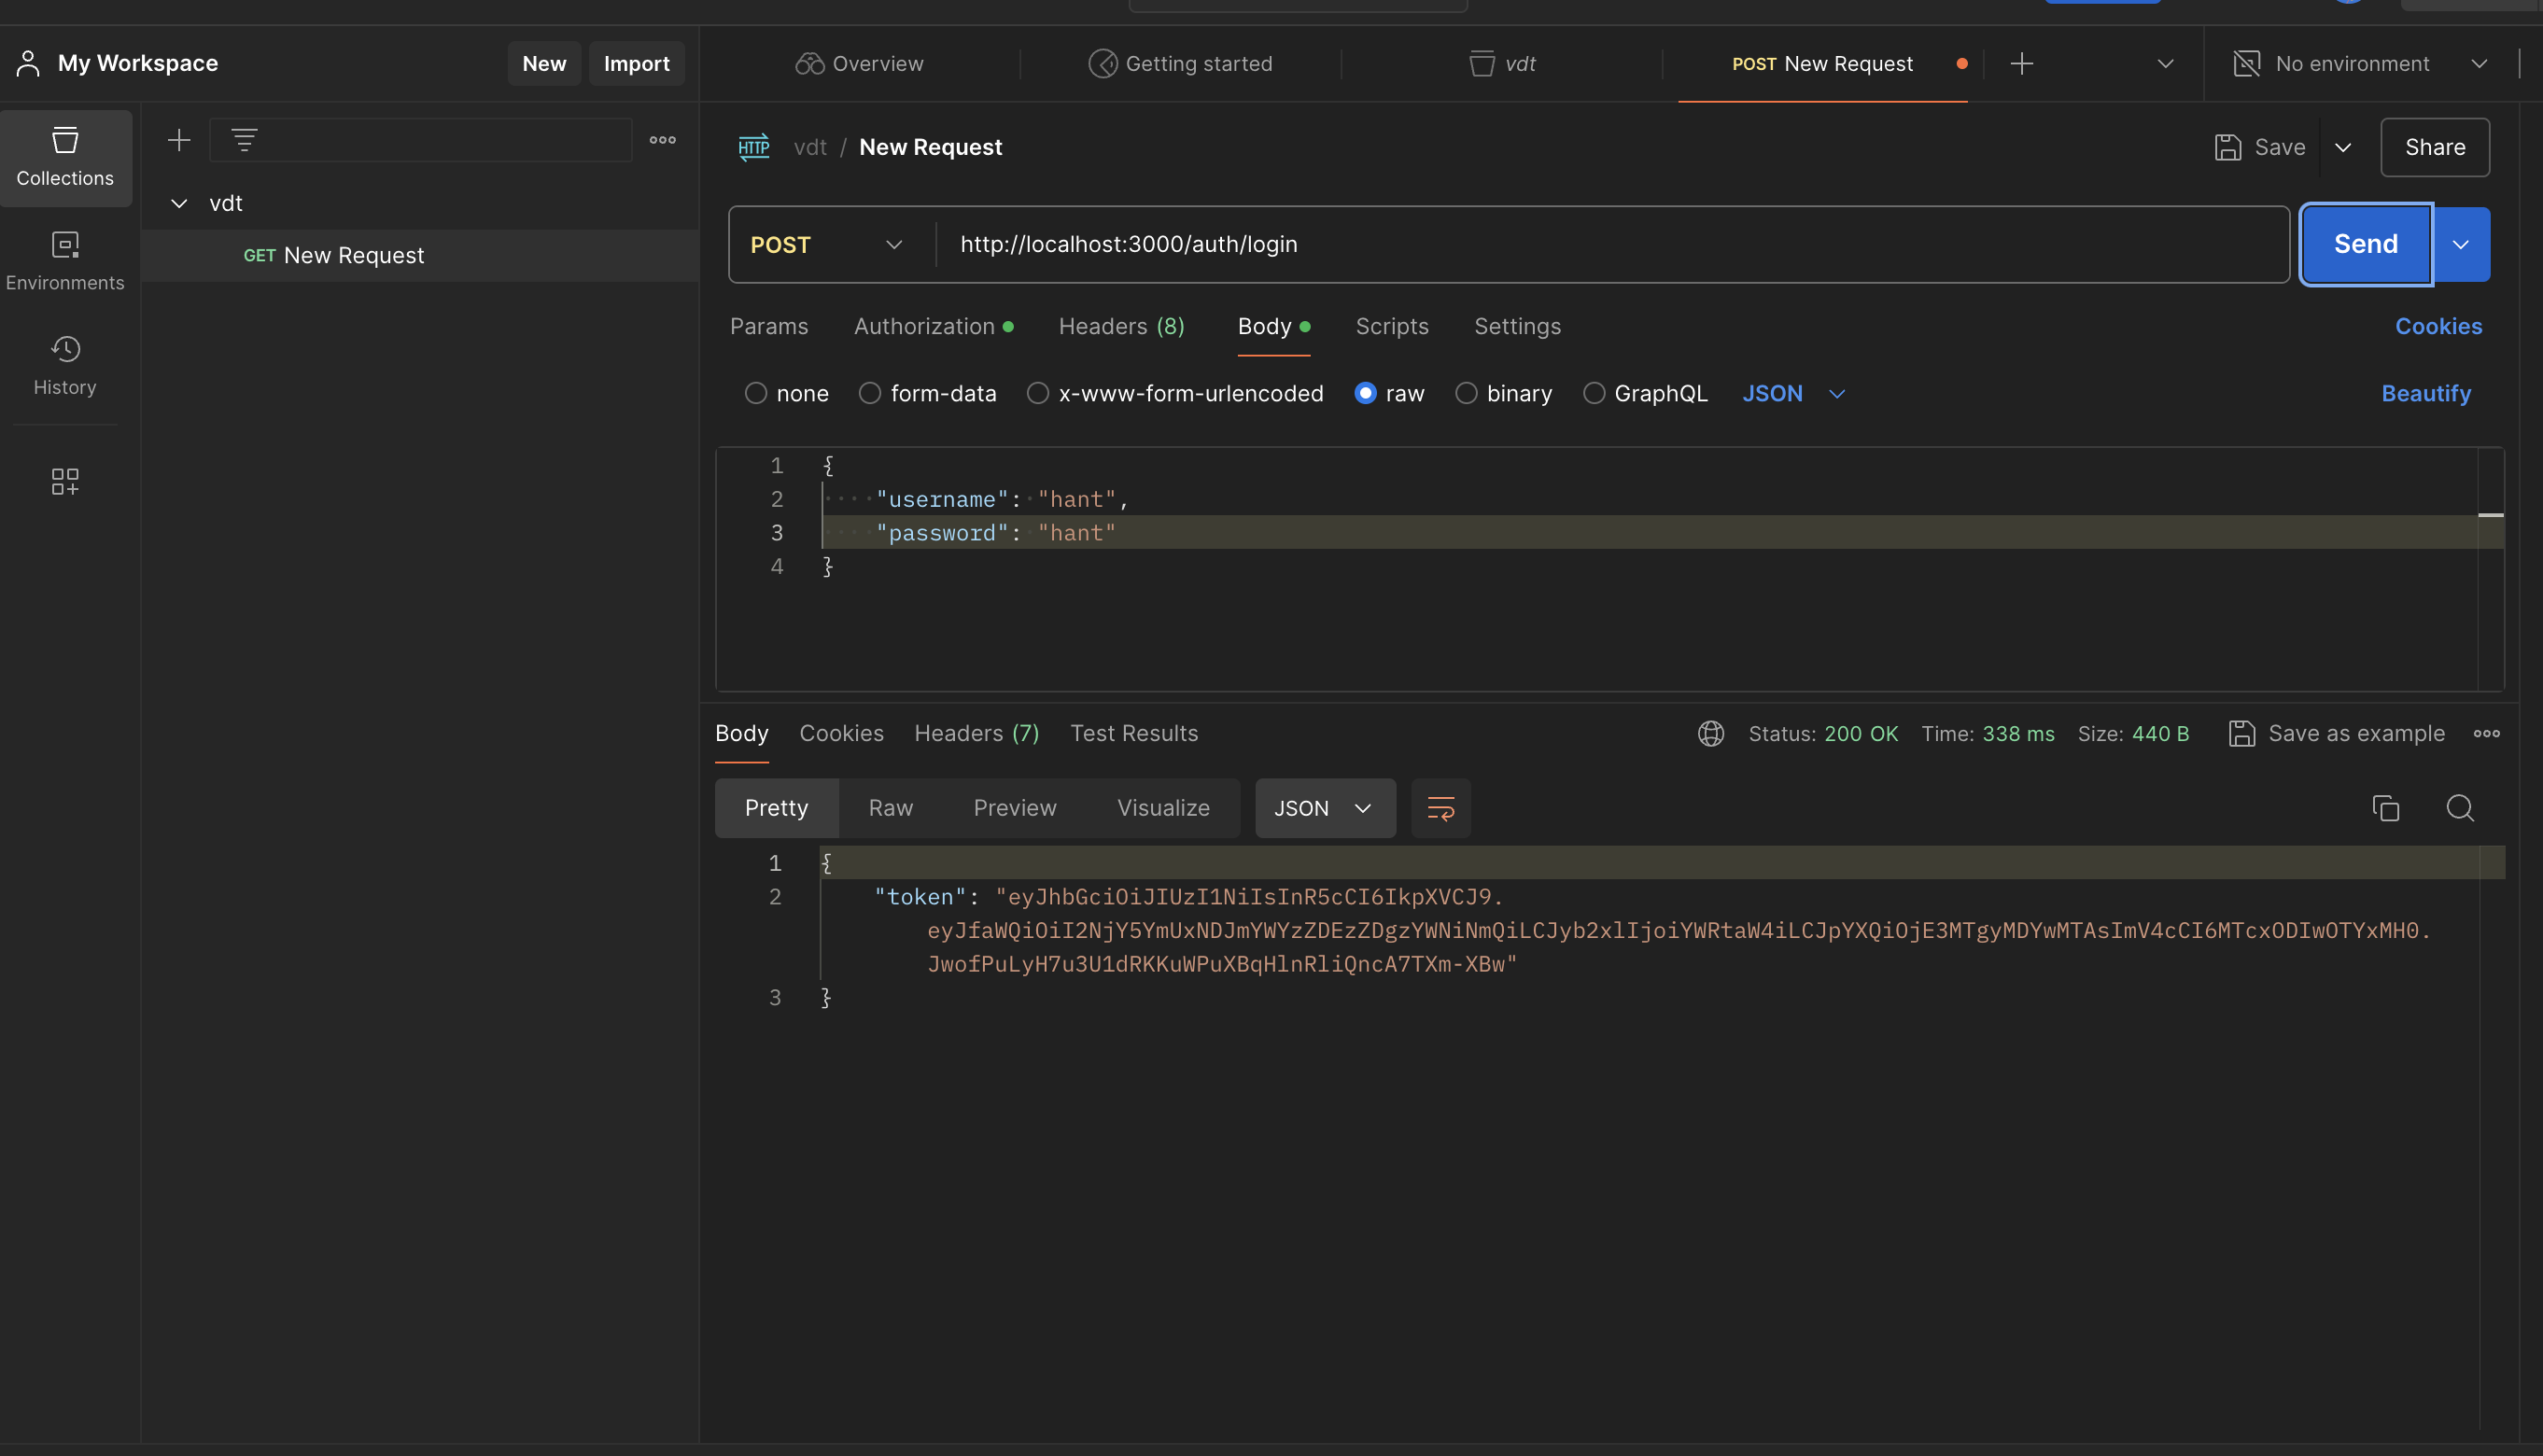 My Workspace
New
Import
Overview
Getting started
vdt
POST New Request
No environment
Collections
Environments
History
vdt
GET New Request
HTTP
vdt / New Request
Save
Share
POST
http://localhost:3000/auth/login
Send
Params
Authorization
Headers (8)
Body
Scripts
Settings
Cookies
none
form-data
x-www-form-urlencoded
raw
binary
GraphQL
JSON
Beautify
1 {
2 "username": "hant",
3 "password": "hant"
4 }
Body
Cookies
Headers (7)
Test Results
Status: 200 OK
Time: 338 ms
Size: 440 B
Save as example
Pretty
Raw
Preview
Visualize
JSON
1 {
2 "token": "eyJhbGciOiJIUzI1NiIsInR5cCI6IkpXVCJ9.
eyJfaWQiOiI2NjY5YmUxNDJmYWYzZDEzZDgzYWNiNmQiLCJyb2xlIjoiYWRtaW4iLCJpYXQiOjE3MTgyMDYwMTAsImV4cCI6MTcxODIwOTYxMH0.
JwofPuLyH7u3U1dRKKuWPuXBqHlnRliQncA7TXm-XBw"
3 }